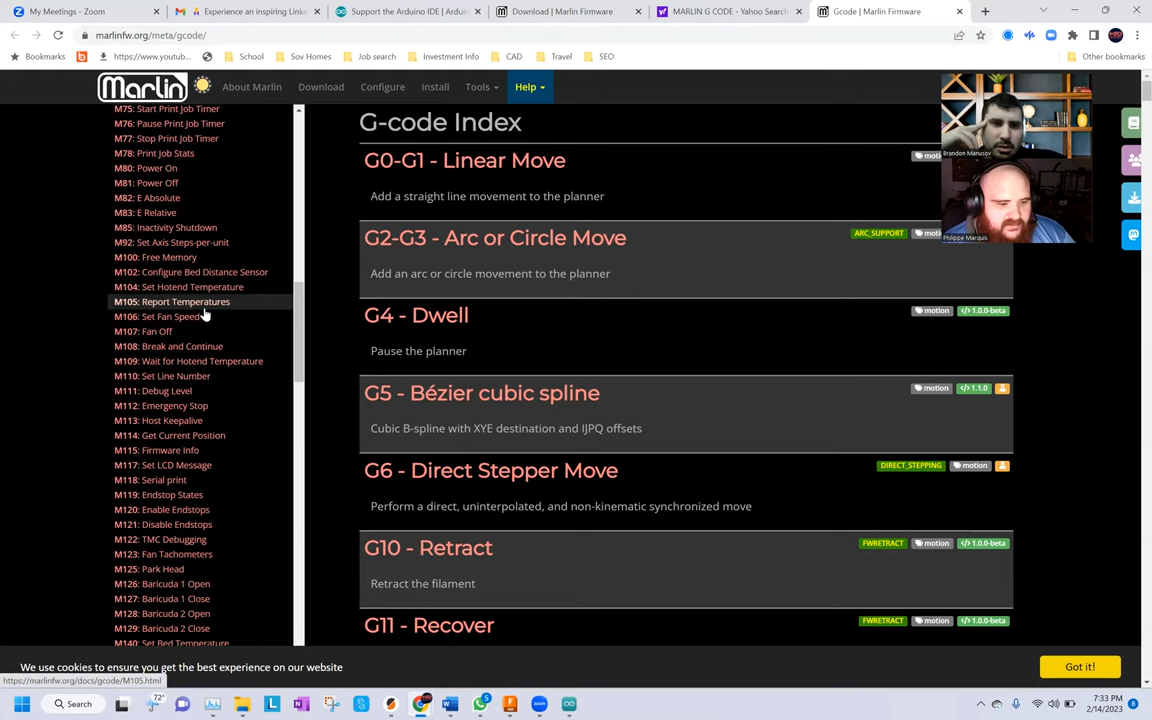 My Meetings - Zoom
Experience an inspiring Linke
Support the Arduino IDE | Ardui
Download | Marlin Firmware
MARLIN G CODE - Yahoo Search
Gcode | Marlin Firmware
marlinfw.org/meta/gcode/
Bookmarks
https://www.youtub...
School
Sov Homes
Job search
Investment Info
CAD
Travel
SEO
Other bookmarks
Marlin
About Marlin
Download
Configure
Install
Tools
Help
M75: Start Print Job Timer
M76: Pause Print Job Timer
M77: Stop Print Job Timer
M78: Print Job Stats
M80: Power On
M81: Power Off
M82: E Absolute
M83: E Relative
M85: Inactivity Shutdown
M92: Set Axis Steps-per-unit
M100: Free Memory
M102: Configure Bed Distance Sensor
M104: Set Hotend Temperature
M105: Report Temperatures
M106: Set Fan Speed
M107: Fan Off
M108: Break and Continue
M109: Wait for Hotend Temperature
M110: Set Line Number
M111: Debug Level
M112: Emergency Stop
M113: Host Keepalive
M114: Get Current Position
M115: Firmware Info
M117: Set LCD Message
M118: Serial print
M119: Endstop States
M120: Enable Endstops
M121: Disable Endstops
M122: TMC Debugging
M123: Fan Tachometers
M125: Park Head
M126: Baricuda 1 Open
M127: Baricuda 1 Close
M128: Baricuda 2 Open
M129: Baricuda 2 Close
M140: Set Bed Temperature
G-code Index
G0-G1 - Linear Move
moti
Add a straight line movement to the planner
G2-G3 - Arc or Circle Move
ARC_SUPPORT
moti
Add an arc or circle movement to the planner
G4 - Dwell
motion
1.0.0-beta
Pause the planner
G5 - Bézier cubic spline
motion
1.1.0
Cubic B-spline with XYE destination and IJPQ offsets
G6 - Direct Stepper Move
DIRECT_STEPPING
motion
Perform a direct, uninterpolated, and non-kinematic synchronized move
G10 - Retract
FWRETRACT
motion
1.0.0-beta
Retract the filament
G11 - Recover
FWRETRACT
motion
1.0.0-beta
Brandon Manusov
Philippe Marquis
We use cookies to ensure you get the best experience on our website
Got it!
https://marlinfw.org/docs/gcode/M105.html
Search
72°
5
7:33 PM
2/14/2023
8